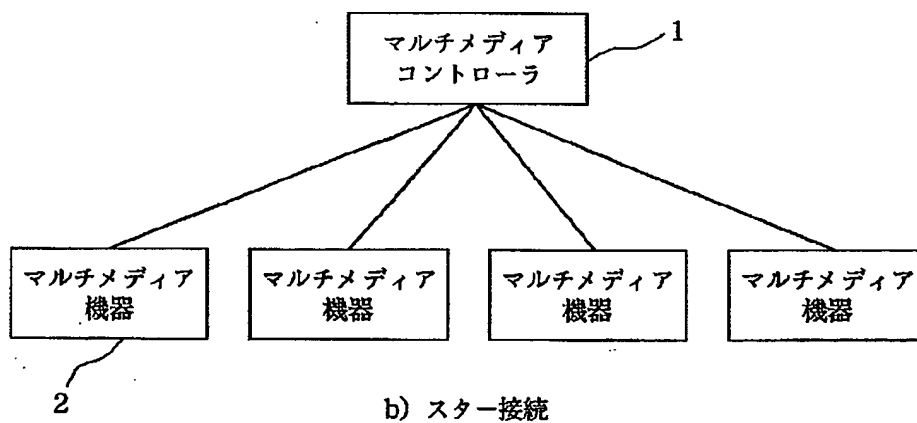 マルチメディア
コントローラ
1
マルチメディア
機器
マルチメディア
機器
マルチメディア
機器
マルチメディア
機器
2
b) スター接続